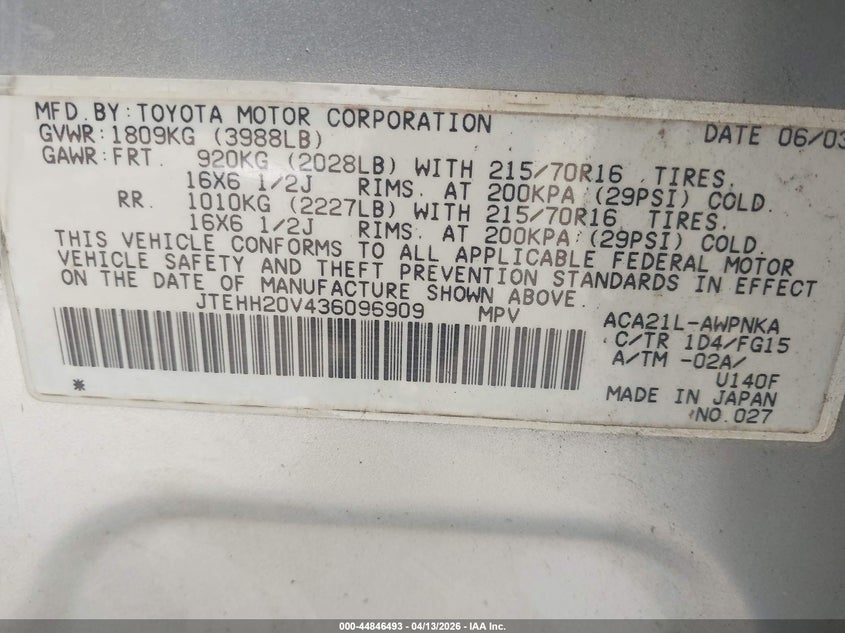 MFD.BY:TOYOTA MOTOR CORPORATION DATE 06/03
GVWR:1809KG (3988LB)
GAWR:FRT. 920KG (2028LB) WITH 215/70R16 TIRES.
16X6 1/2J RIMS. AT 200KPA (29PSI) COLD.
RR. 1010KG (2227LB) WITH 215/70R16 TIRES.
16X6 1/2J RIMS. AT 200KPA (29PSI) COLD.
THIS VEHICLE CONFORMS TO ALL APPLICABLE FEDERAL MOTOR
VEHICLE SAFETY AND THEFT PREVENTION STANDARDS IN EFFECT
ON THE DATE OF MANUFACTURE SHOWN ABOVE.
JTEHH20V436096909 MPV
ACA21L-AWPNKA
C/TR 1D4/FG15
A/TM -02A/
U140F
MADE IN JAPAN
NO.027
*
000-44846493 - 04/13/2026 - IAA Inc.